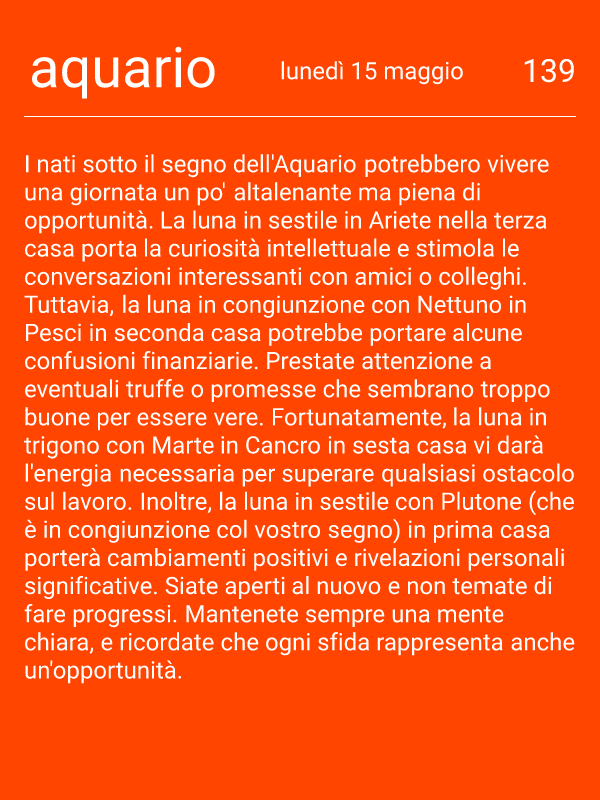 aquario lunedì 15 maggio 139
I nati sotto il segno dell'Aquario potrebbero vivere
una giornata un po' altalenante ma piena di
opportunità. La luna in sestile in Ariete nella terza
casa porta la curiosità intellettuale e stimola le
conversazioni interessanti con amici o colleghi.
Tuttavia, la luna in congiunzione con Nettuno in
Pesci in seconda casa potrebbe portare alcune
confusioni finanziarie. Prestate attenzione a
eventuali truffe o promesse che sembrano troppo
buone per essere vere. Fortunatamente, la luna in
trigono con Marte in Cancro in sesta casa vi darà
l'energia necessaria per superare qualsiasi ostacolo
sul lavoro. Inoltre, la luna in sestile con Plutone (che
è in congiunzione col vostro segno) in prima casa
porterà cambiamenti positivi e rivelazioni personali
significative. Siate aperti al nuovo e non temate di
fare progressi. Mantenete sempre una mente
chiara, e ricordate che ogni sfida rappresenta anche
un'opportunità.